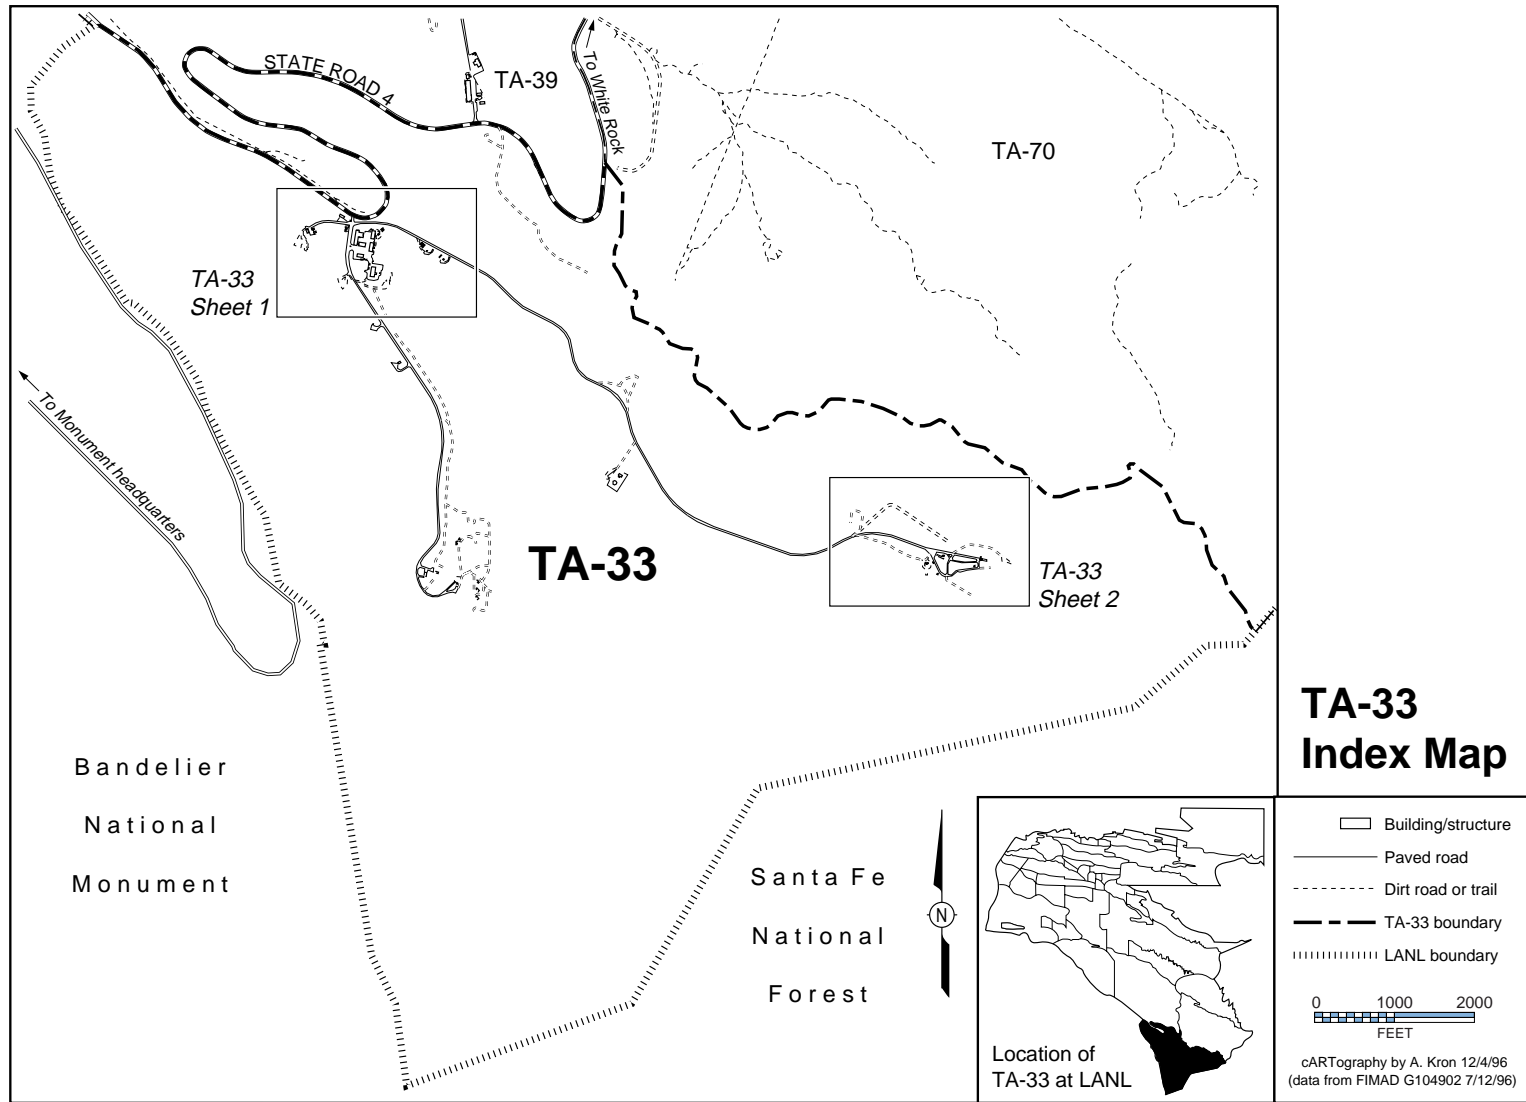 STATE ROAD 4
TA-39
To White Rock
TA-70
TA-33
Sheet 1
To Monument headquarters
TA-33
TA-33
Sheet 2
Bandelier
National
Monument
Santa Fe
National
Forest
N
TA-33
Index Map
Location of
TA-33 at LANL
Building/structure
Paved road
Dirt road or trail
TA-33 boundary
LANL boundary
0 1000 2000
FEET
cARTography by A. Kron 12/4/96
(data from FIMAD G104902 7/12/96)